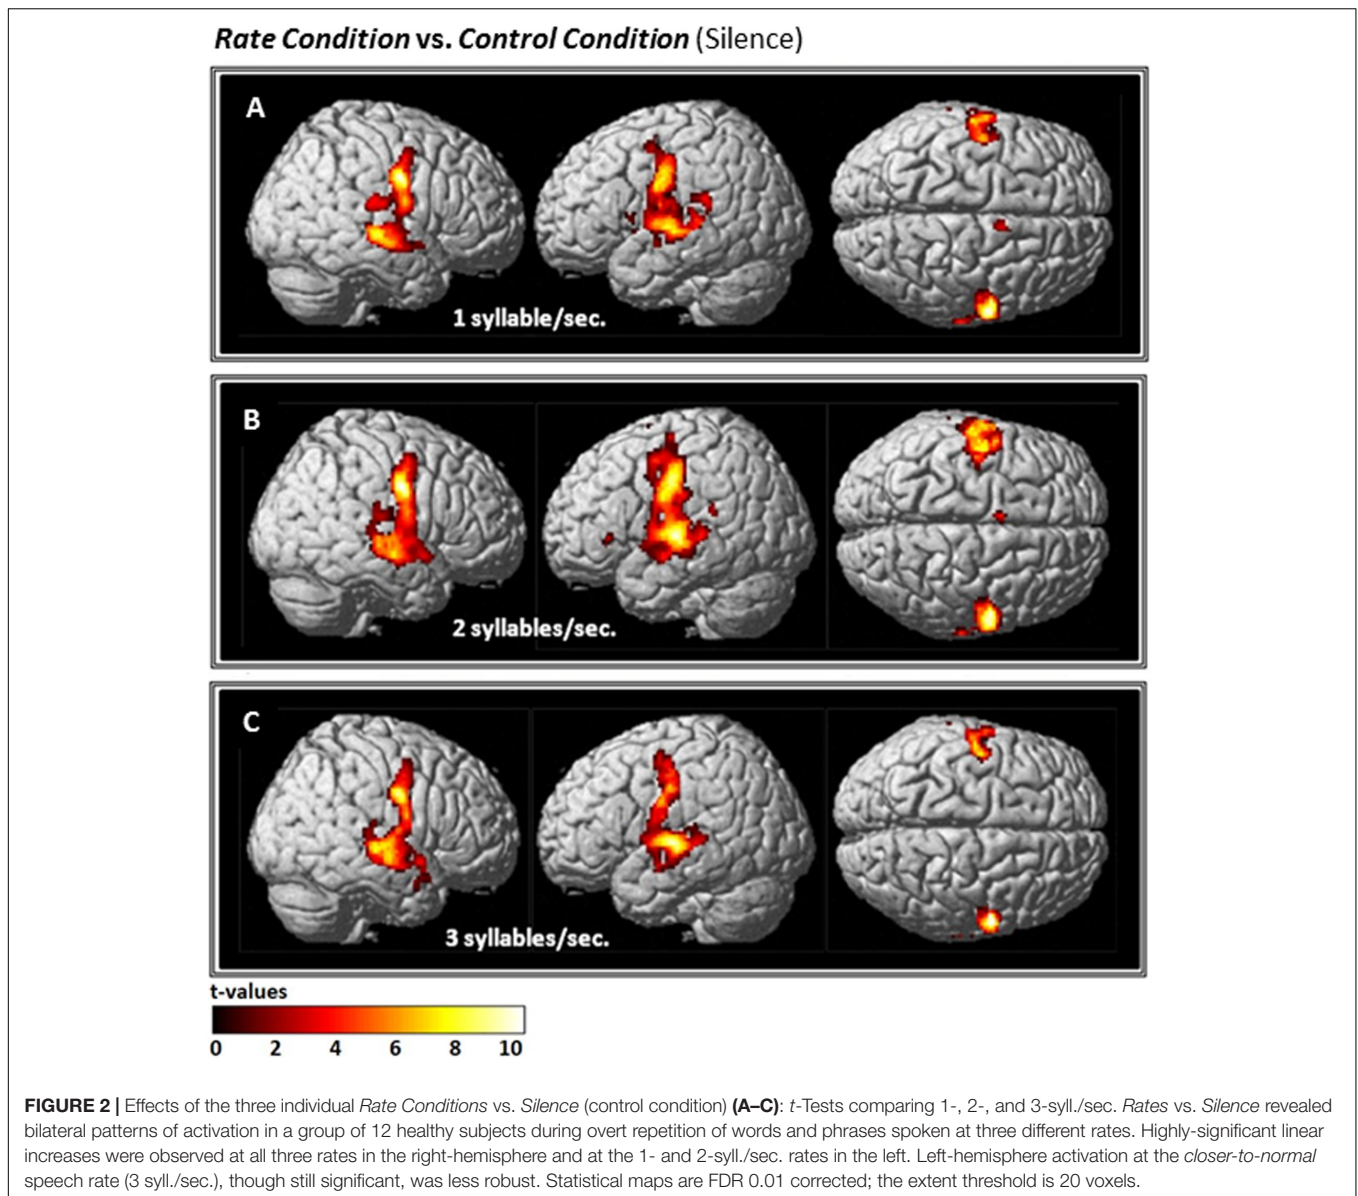 Rate Condition vs. Control Condition (Silence)
A
1 syllable/sec.
B
2 syllables/sec.
C
3 syllables/sec.
t-values
0 2 4 6 8 10
FIGURE 2 | Effects of the three individual Rate Conditions vs. Silence (control condition) (A–C): t-Tests comparing 1-, 2-, and 3-syll./sec. Rates vs. Silence revealed
bilateral patterns of activation in a group of 12 healthy subjects during overt repetition of words and phrases spoken at three different rates. Highly-significant linear
increases were observed at all three rates in the right-hemisphere and at the 1- and 2-syll./sec. rates in the left. Left-hemisphere activation at the closer-to-normal
speech rate (3 syll./sec.), though still significant, was less robust. Statistical maps are FDR 0.01 corrected; the extent threshold is 20 voxels.